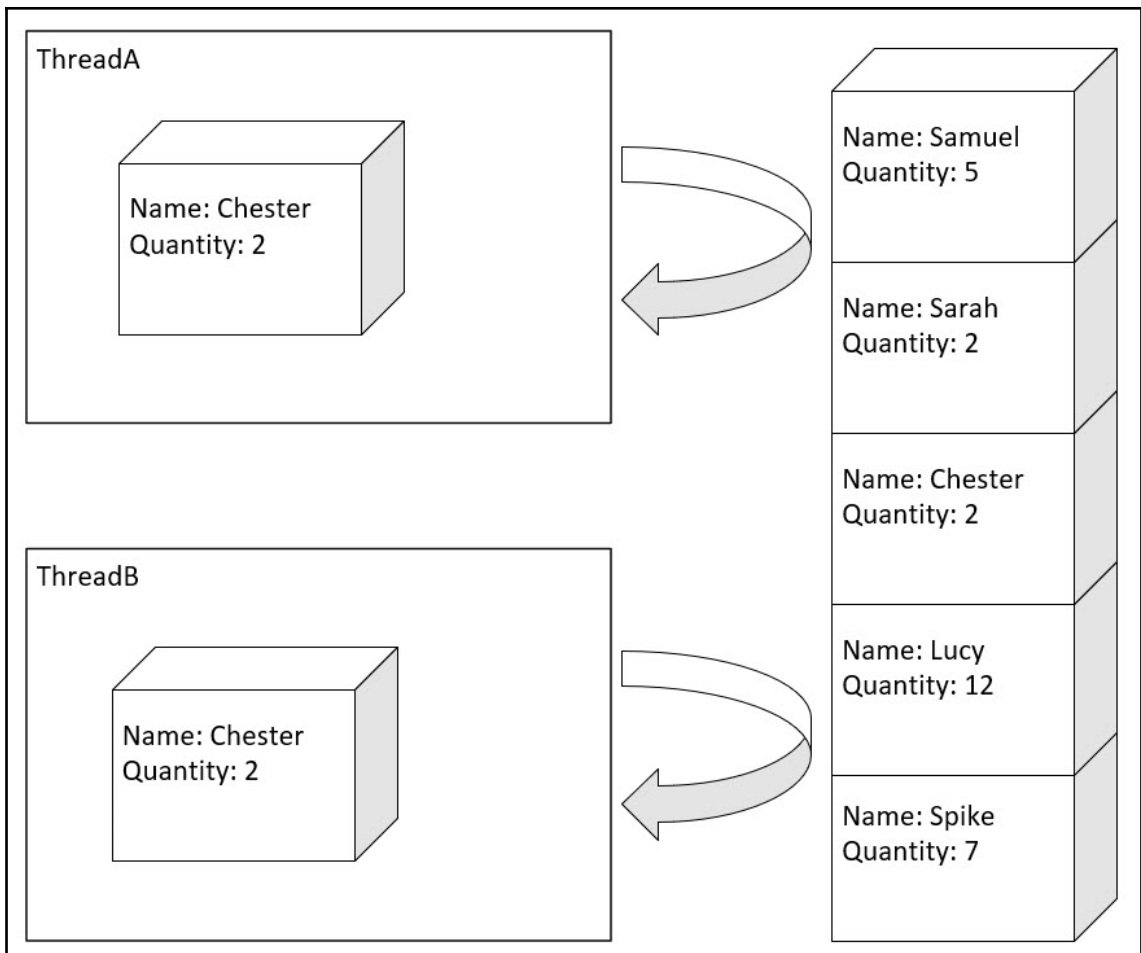 ThreadA
Name: Chester
Quantity: 2
ThreadB
Name: Chester
Quantity: 2
Name: Samuel
Quantity: 5
Name: Sarah
Quantity: 2
Name: Chester
Quantity: 2
Name: Lucy
Quantity: 12
Name: Spike
Quantity: 7